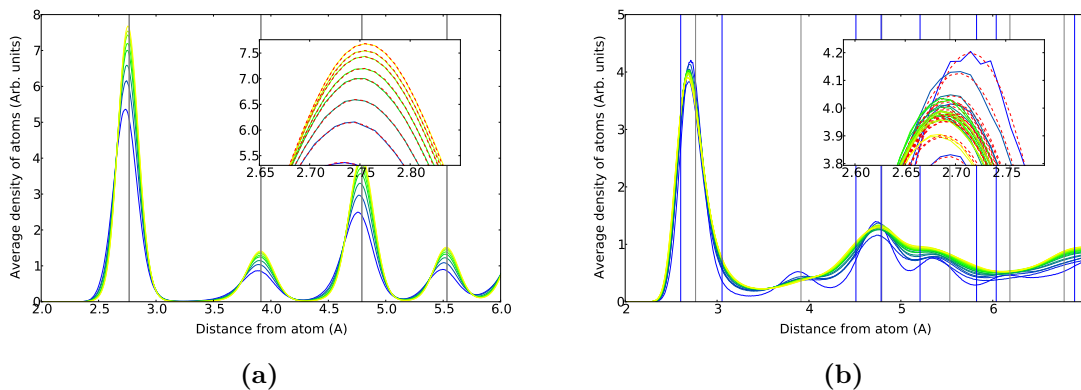 8
7
6
5
4
3
2
1
0
2.0 2.5 3.0 3.5 4.0 4.5 5.0 5.5 6.0
Distance from atom (A)
Average density of atoms (Arb. units)
7.5
7.0
6.5
6.0
5.5
2.70 2.75 2.80
(a)
5
4
3
2
1
0
2 3 4 5 6
Distance from atom (A)
Average density of atoms (Arb. units)
4.2
4.1
4.0
3.9
3.8
2.60 2.65 2.70 2.75
(b)